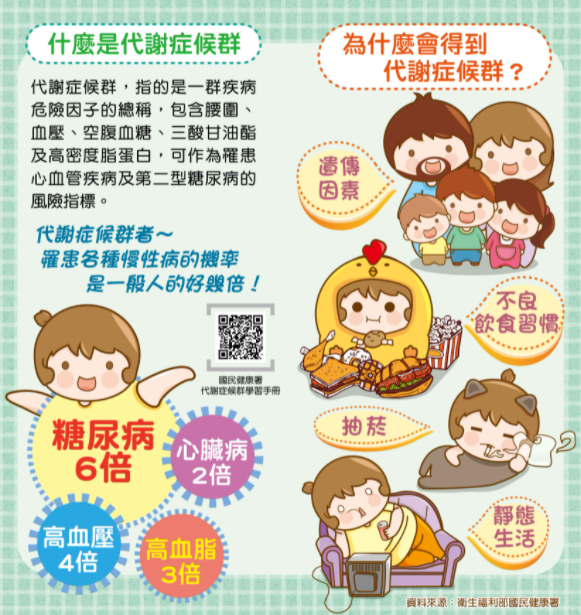 什麼是代謝症候群
代謝症候群，指的是一群疾病
危險因子的總稱，包含腰圍、
血壓、空腹血糖、三酸甘油酯
及高密度脂蛋白，可作為罹患
心血管疾病及第二型糖尿病的
風險指標。
代謝症候群者～
罹患各種慢性病的機率
是一般人的好幾倍！
國民健康署
代謝症候群學習手冊
糖尿病
6倍
心臟病
2倍
高血壓
4倍
高血脂
3倍
為什麼會得到
代謝症候群？
遺傳
因素
不良
飲食習慣
抽菸
靜態
生活
資料來源：衛生福利部國民健康署